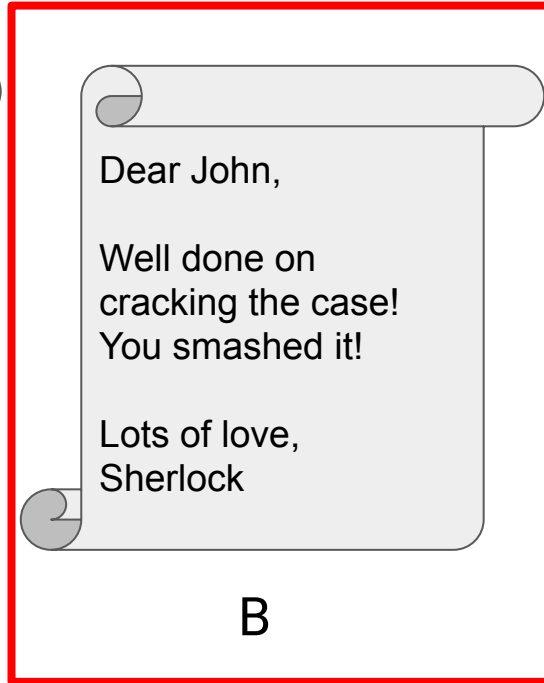 Dear John,
Well done on
cracking the case!
You smashed it!
Lots of love,
Sherlock
B